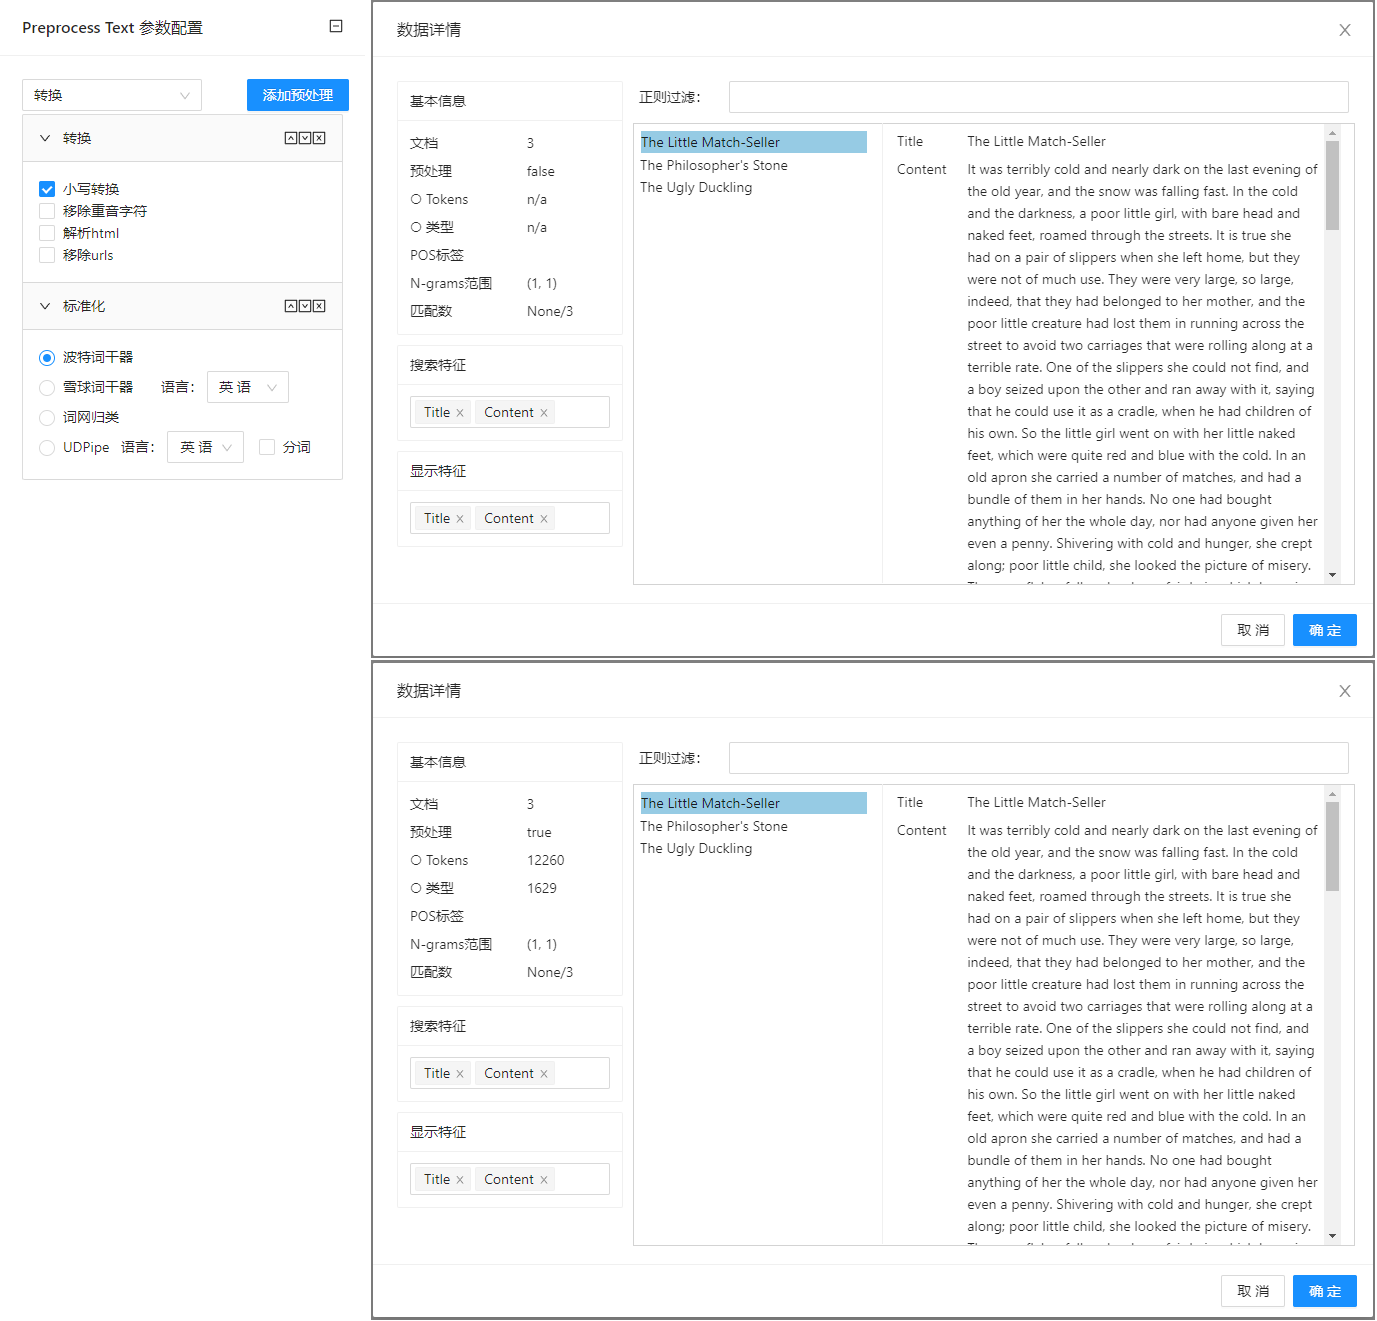 Preprocess Text 参数配置
转换
添加预处理
转换
小写转换
移除重音字符
解析html
移除urls
标准化
波特词干器
雪球词干器 语言： 英 语
词网归类
UDPipe 语言： 英 语 分词
数据详情
基本信息
文档 3
预处理 false
O Tokens n/a
O 类型 n/a
POS标签
N-grams范围 (1, 1)
匹配数 None/3
搜索特征
Title Content
显示特征
Title Content
正则过滤：
The Little Match-Seller
The Philosopher's Stone
The Ugly Duckling
Title The Little Match-Seller
Content It was terribly cold and nearly dark on the last evening of
the old year, and the snow was falling fast. In the cold
and the darkness, a poor little girl, with bare head and
naked feet, roamed through the streets. It is true she
had on a pair of slippers when she left home, but they
were not of much use. They were very large, so large,
indeed, that they had belonged to her mother, and the
poor little creature had lost them in running across the
street to avoid two carriages that were rolling along at a
terrible rate. One of the slippers she could not find, and
a boy seized upon the other and ran away with it, saying
that he could use it as a cradle, when he had children of
his own. So the little girl went on with her little naked
feet, which were quite red and blue with the cold. In an
old apron she carried a number of matches, and had a
bundle of them in her hands. No one had bought
anything of her the whole day, nor had anyone given her
even a penny. Shivering with cold and hunger, she crept
along; poor little child, she looked the picture of misery.
取 消 确 定
数据详情
基本信息
文档 3
预处理 true
O Tokens 12260
O 类型 1629
POS标签
N-grams范围 (1, 1)
匹配数 None/3
搜索特征
Title Content
显示特征
Title Content
正则过滤：
The Little Match-Seller
The Philosopher's Stone
The Ugly Duckling
Title The Little Match-Seller
Content It was terribly cold and nearly dark on the last evening of
the old year, and the snow was falling fast. In the cold
and the darkness, a poor little girl, with bare head and
naked feet, roamed through the streets. It is true she
had on a pair of slippers when she left home, but they
were not of much use. They were very large, so large,
indeed, that they had belonged to her mother, and the
poor little creature had lost them in running across the
street to avoid two carriages that were rolling along at a
terrible rate. One of the slippers she could not find, and
a boy seized upon the other and ran away with it, saying
that he could use it as a cradle, when he had children of
his own. So the little girl went on with her little naked
feet, which were quite red and blue with the cold. In an
old apron she carried a number of matches, and had a
bundle of them in her hands. No one had bought
anything of her the whole day, nor had anyone given her
even a penny. Shivering with cold and hunger, she crept
along; poor little child, she looked the picture of misery.
取 消 确 定